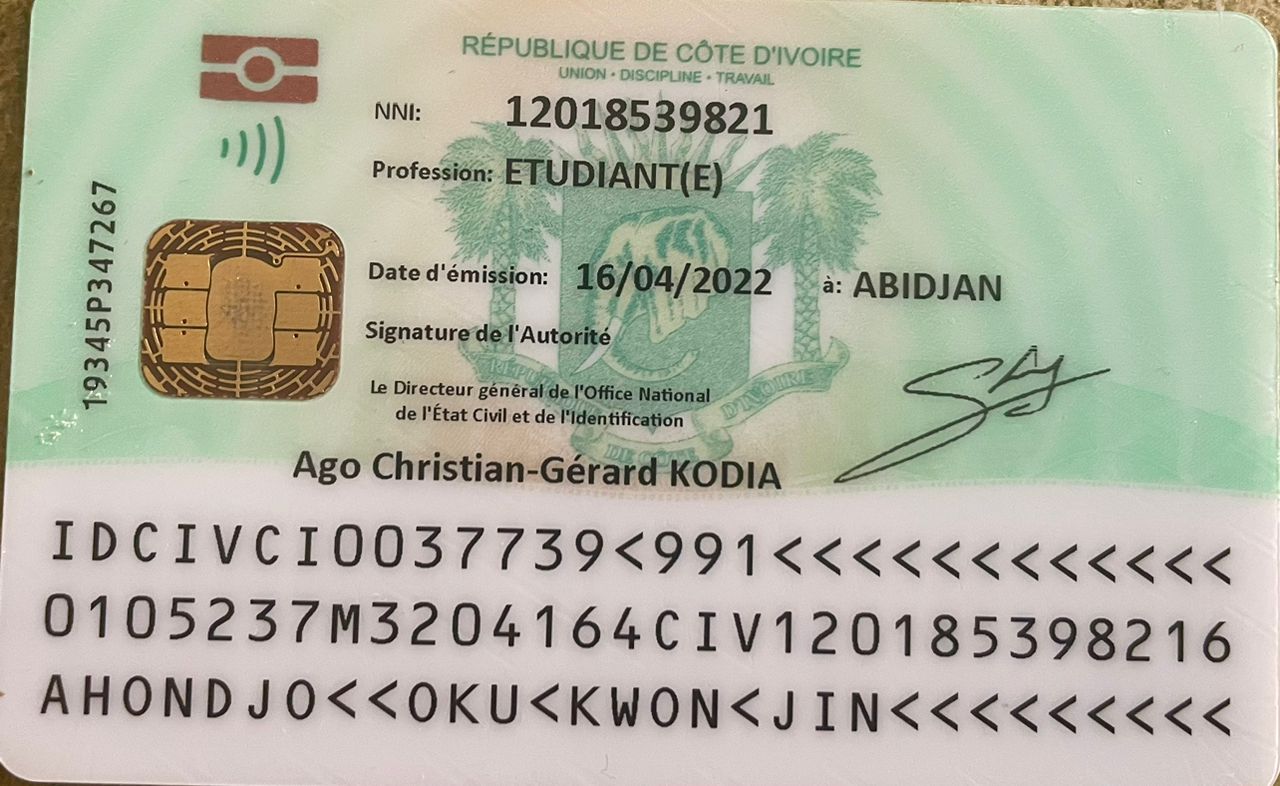 RÉPUBLIQUE DE CÔTE D'IVOIRE
UNION • DISCIPLINE • TRAVAIL
NNI: 12018539821
Profession: ETUDIANT(E)
19345P347267
Date d'émission: 16/04/2022 à: ABIDJAN
Signature de l'Autorité
Le Directeur général de l'Office National
de l'État Civil et de l'Identification
RÉPUBLIQUE DE CÔTE D'IVOIRE
Ago Christian-Gérard KODIA
IDCIVCI0037739<991<<<<<<<<<<<<
0105237M3204164CIV120185398216
AHONDJO<<OKU<KWON<JIN<<<<<<<<<